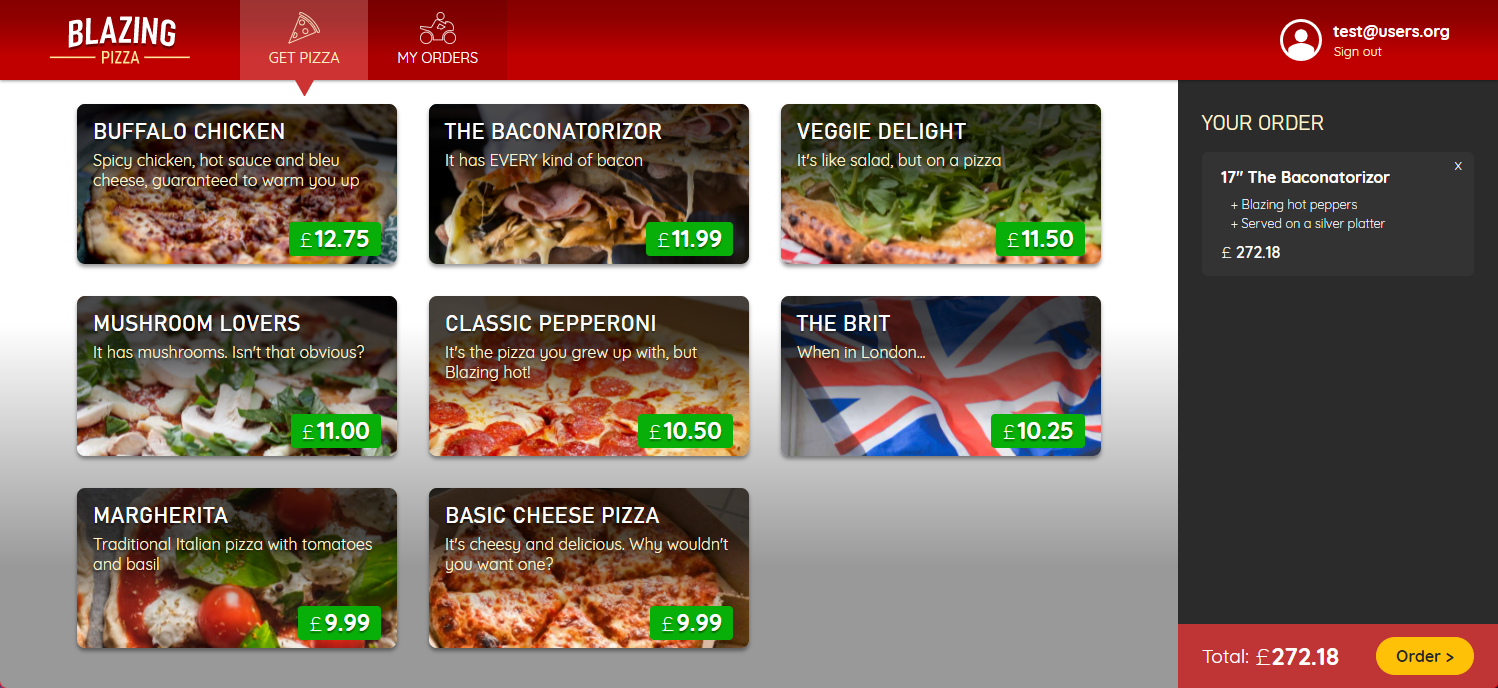 BLAZING
PIZZA
GET PIZZA
MY ORDERS
test@users.org
Sign out
BUFFALO CHICKEN
Spicy chicken, hot sauce and bleu
cheese, guaranteed to warm you up
£12.75
THE BACONATORIZOR
It has EVERY kind of bacon
£11.99
VEGGIE DELIGHT
It's like salad, but on a pizza
£11.50
MUSHROOM LOVERS
It has mushrooms. Isn't that obvious?
£11.00
CLASSIC PEPPERONI
It's the pizza you grew up with, but
Blazing hot!
£10.50
THE BRIT
When in London...
£10.25
MARGHERITA
Traditional Italian pizza with tomatoes
and basil
£9.99
BASIC CHEESE PIZZA
It's cheesy and delicious. Why wouldn't
you want one?
£9.99
YOUR ORDER
x
17" The Baconatorizor
+ Blazing hot peppers
+ Served on a silver platter
£ 272.18
Total: £272.18
Order >